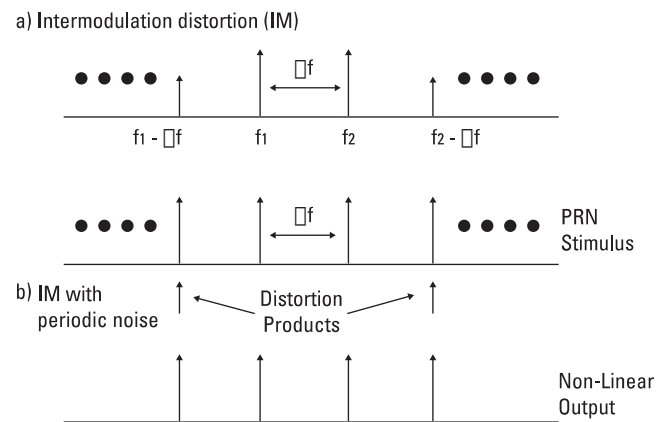 a) Intermodulation distortion (IM)
□f
f1 - □f
f1
f2
f2 - □f
□f
PRN
Stimulus
b) IM with
periodic noise
Distortion
Products
Non-Linear
Output